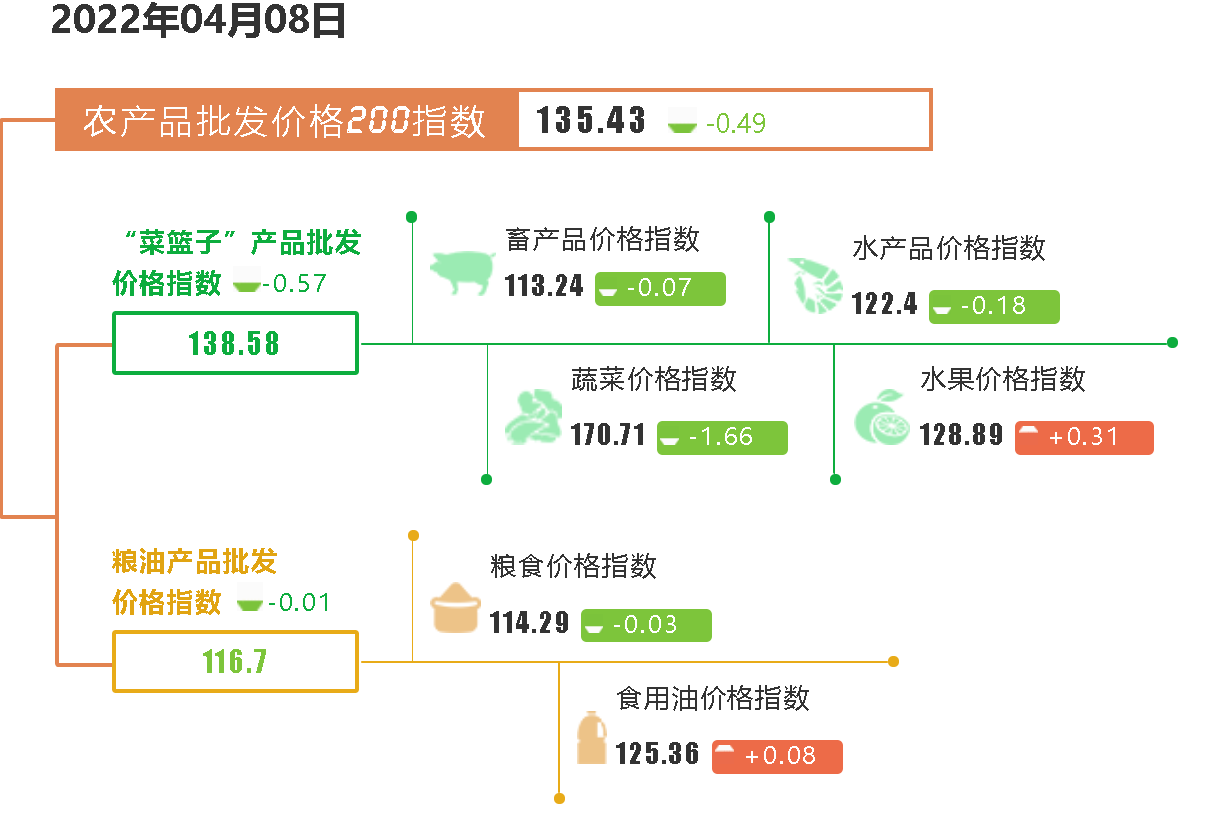 2022年04月08日
农产品批发价格200指数 135.43 -0.49
“菜篮子”产品批发
价格指数 -0.57
138.58
畜产品价格指数
113.24 -0.07
水产品价格指数
122.4 -0.18
蔬菜价格指数
170.71 -1.66
水果价格指数
128.89 +0.31
粮油产品批发
价格指数 -0.01
116.7
粮食价格指数
114.29 -0.03
食用油价格指数
125.36 +0.08